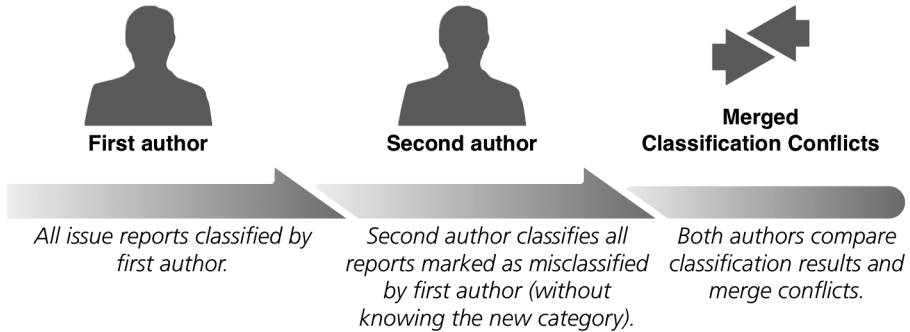 First author
All issue reports classified by
first author.
Second author
Second author classifies all
reports marked as misclassified
by first author (without
knowing the new category).
Merged
Classification Conflicts
Both authors compare
classification results and
merge conflicts.